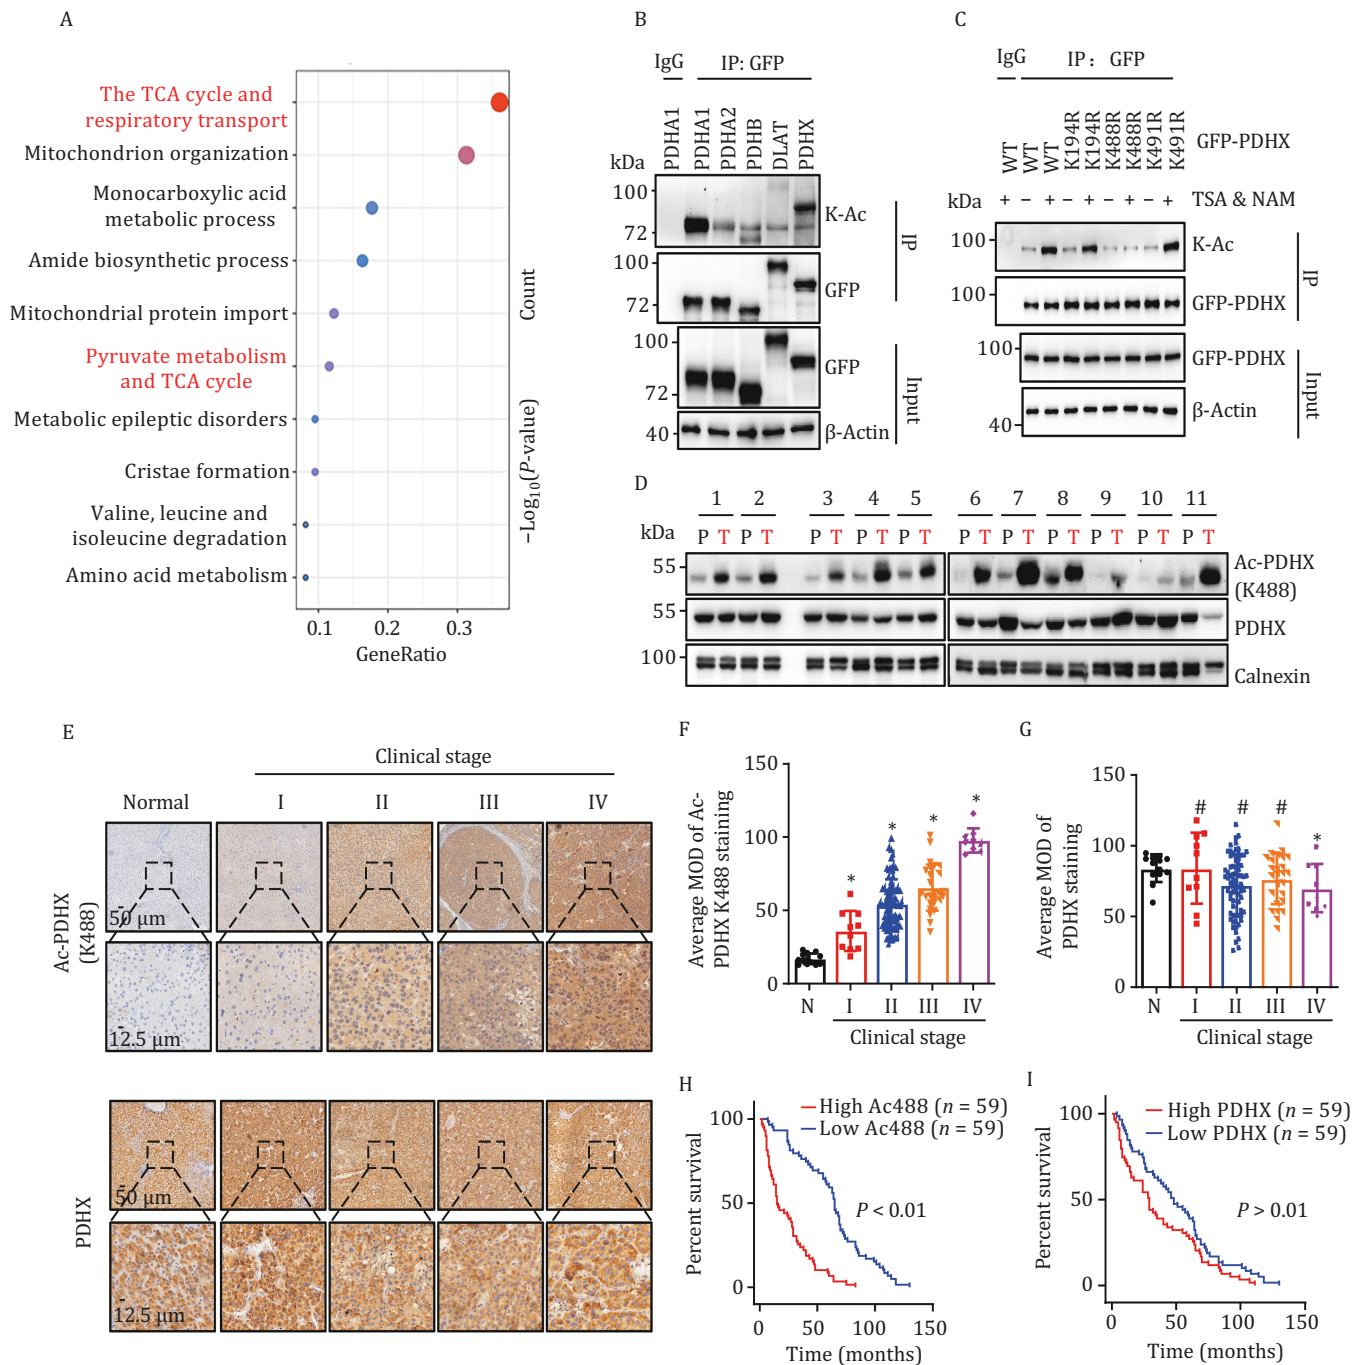 A
The TCA cycle and
respiratory transport
Mitochondrion organization
Monocarboxylic acid
metabolic process
Amide biosynthetic process
Mitochondrial protein import
Pyruvate metabolism
and TCA cycle
Metabolic epileptic disorders
Cristae formation
Valine, leucine and
isoleucine degradation
Amino acid metabolism
0.1 0.2 0.3
GeneRatio
Count
−Log10(P-value)
B
IgG IP: GFP
PDHA1 PDHA1 PDHA2 PDHB DLAT PDHX
kDa
100
72
K-Ac
100
72
GFP
IP
100
72
GFP
40
β-Actin
Input
C
IgG IP: GFP
WT WT WT K194R K194R K488R K488R K491R K491R
GFP-PDHX
kDa + − + − + − + − + TSA & NAM
100 K-Ac
100 GFP-PDHX
IP
100 GFP-PDHX
40 β-Actin
Input
D
1 2 3 4 5 6 7 8 9 10 11
kDa P T P T P T P T P T P T P T P T P T P T P T
55 Ac-PDHX
(K488)
55 PDHX
100 Calnexin
E
Clinical stage
Normal I II III IV
Ac-PDHX
(K488)
50 μm
12.5 μm
PDHX
50 μm
12.5 μm
F
Average MOD of Ac-
PDHX K488 staining
150
100
50
0
* * * *
N I II III IV
Clinical stage
G
Average MOD of
PDHX staining
150
100
50
0
# # # *
N I II III IV
Clinical stage
H
High Ac488 (n = 59)
Low Ac488 (n = 59)
Percent survival
100
50
0
P < 0.01
0 50 100 150
Time (months)
I
High PDHX (n = 59)
Low PDHX (n = 59)
Percent survival
100
50
0
P > 0.01
0 50 100 150
Time (months)